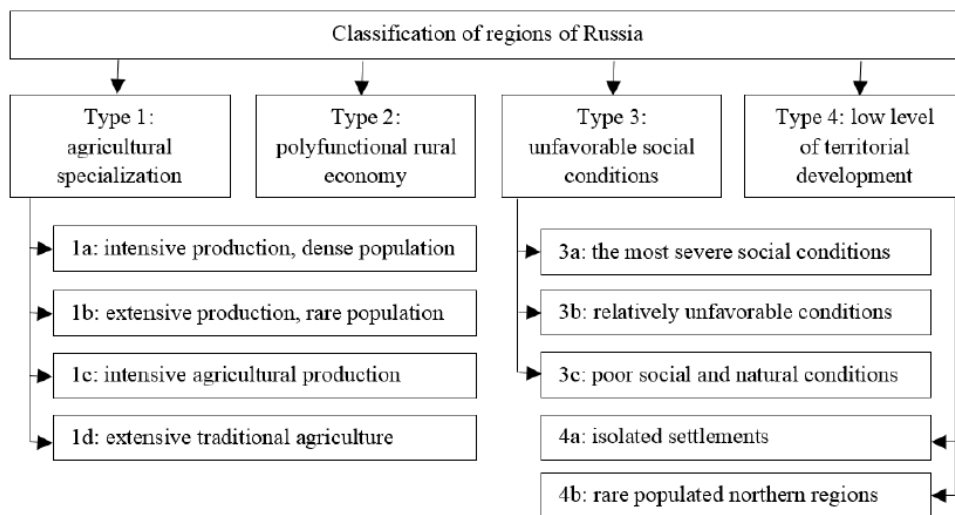 Classification of regions of Russia
Type 1:
agricultural
specialization
Type 2:
polyfunctional rural
economy
Type 3:
unfavorable social
conditions
Type 4: low level
of territorial
development
1a: intensive production, dense population
1b: extensive production, rare population
1c: intensive agricultural production
1d: extensive traditional agriculture
3a: the most severe social conditions
3b: relatively unfavorable conditions
3c: poor social and natural conditions
4a: isolated settlements
4b: rare populated northern regions